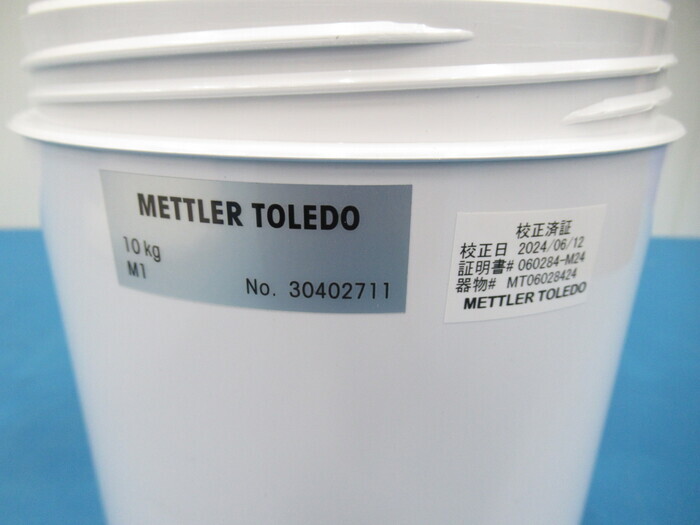 METTLER TOLEDO
10 kg
M1
No. 30402711
校正済証
校正日 2024/06/12
証明書# 060284-M24
器物# MT06028424
METTLER TOLEDO